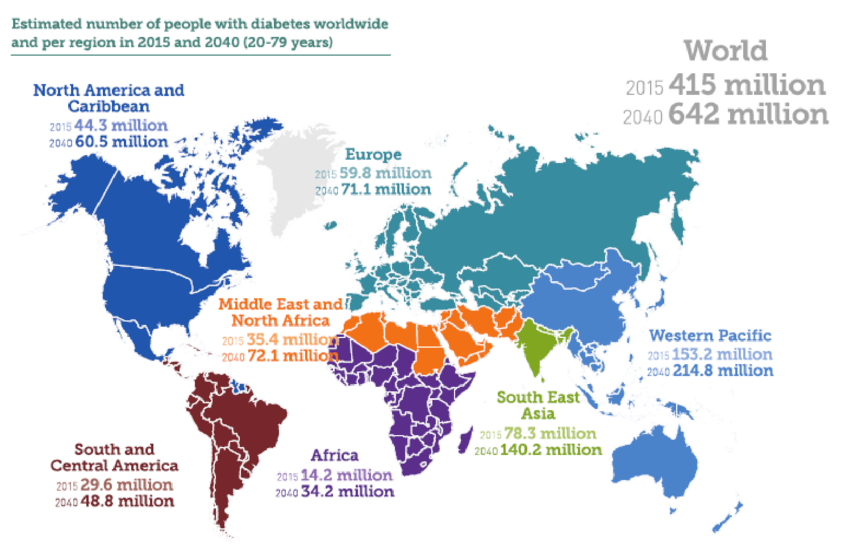 Estimated number of people with diabetes worldwide
and per region in 2015 and 2040 (20-79 years)
World
2015 415 million
2040 642 million
North America and
Caribbean
2015 44.3 million
2040 60.5 million
Europe
2015 59.8 million
2040 71.1 million
Middle East and
North Africa
2015 35.4 million
2040 72.1 million
Western Pacific
2015 153.2 million
2040 214.8 million
South East
Asia
2015 78.3 million
2040 140.2 million
South and
Central America
2015 29.6 million
2040 48.8 million
Africa
2015 14.2 million
2040 34.2 million